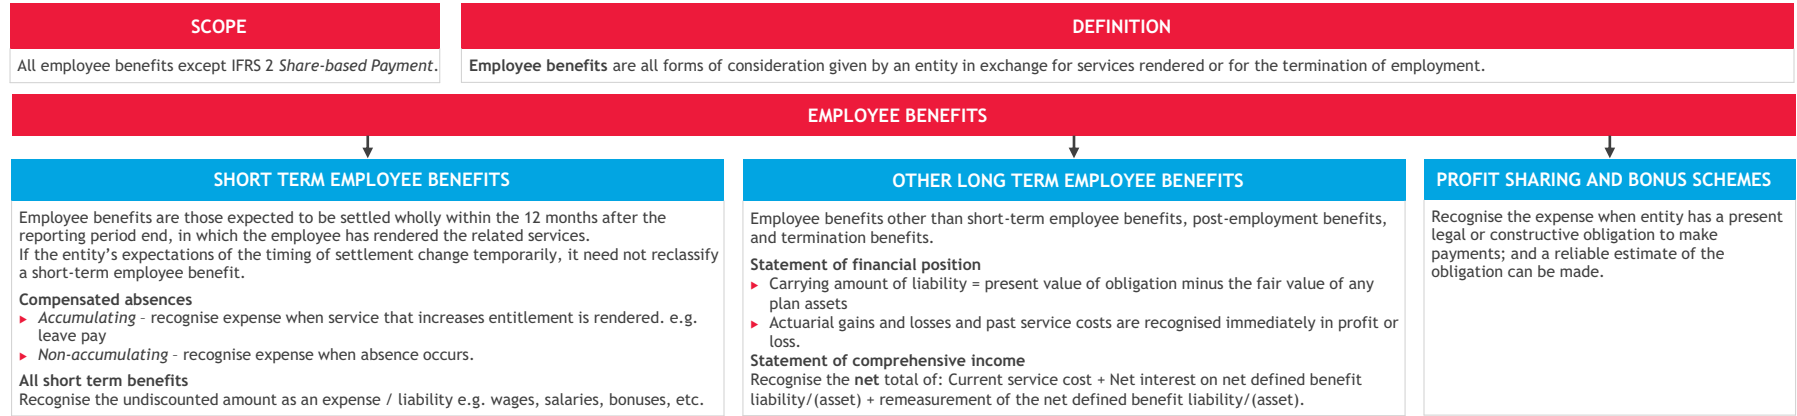 SCOPE
All employee benefits except IFRS 2 Share-based Payment.
DEFINITION
Employee benefits are all forms of consideration given by an entity in exchange for services rendered or for the termination of employment.
EMPLOYEE BENEFITS
SHORT TERM EMPLOYEE BENEFITS
Employee benefits are those expected to be settled wholly within the 12 months after the
reporting period end, in which the employee has rendered the related services.
If the entity's expectations of the timing of settlement change temporarily, it need not reclassify
a short-term employee benefit.
Compensated absences
► Accumulating – recognise expense when service that increases entitlement is rendered. e.g.
leave pay
► Non-accumulating – recognise expense when absence occurs.
All short term benefits
Recognise the undiscounted amount as an expense / liability e.g. wages, salaries, bonuses, etc.
OTHER LONG TERM EMPLOYEE BENEFITS
Employee benefits other than short-term employee benefits, post-employment benefits,
and termination benefits.
Statement of financial position
► Carrying amount of liability = present value of obligation minus the fair value of any
plan assets
► Actuarial gains and losses and past service costs are recognised immediately in profit or
loss.
Statement of comprehensive income
Recognise the net total of: Current service cost + Net interest on net defined benefit
liability/(asset) + remeasurement of the net defined benefit liability/(asset).
PROFIT SHARING AND BONUS SCHEMES
Recognise the expense when entity has a present
legal or constructive obligation to make
payments; and a reliable estimate of the
obligation can be made.